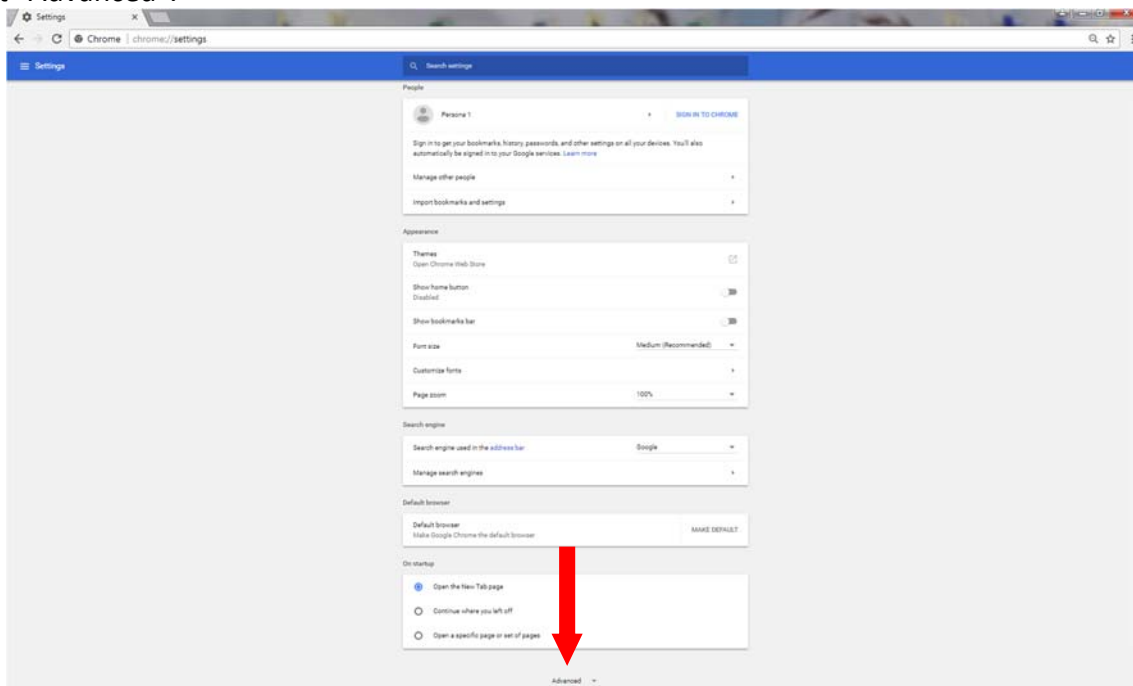 Settings
Chrome | chrome://settings
Settings
Search settings
People
Persona 1
SIGN IN TO CHROME
Sign in to get your bookmarks, history, passwords, and other settings on all your devices. You'll also
automatically be signed in to your Google services. Learn more
Manage other people
Import bookmarks and settings
Appearance
Themes
Open Chrome Web Store
Show home button
Disabled
Show bookmarks bar
Font size
Medium (Recommended)
Customize fonts
Page zoom
100%
Search engine
Search engine used in the address bar
Google
Manage search engines
Default browser
Default browser
Make Google Chrome the default browser
MAKE DEFAULT
On startup
Open the New Tab page
Continue where you left off
Open a specific page or set of pages
Advanced